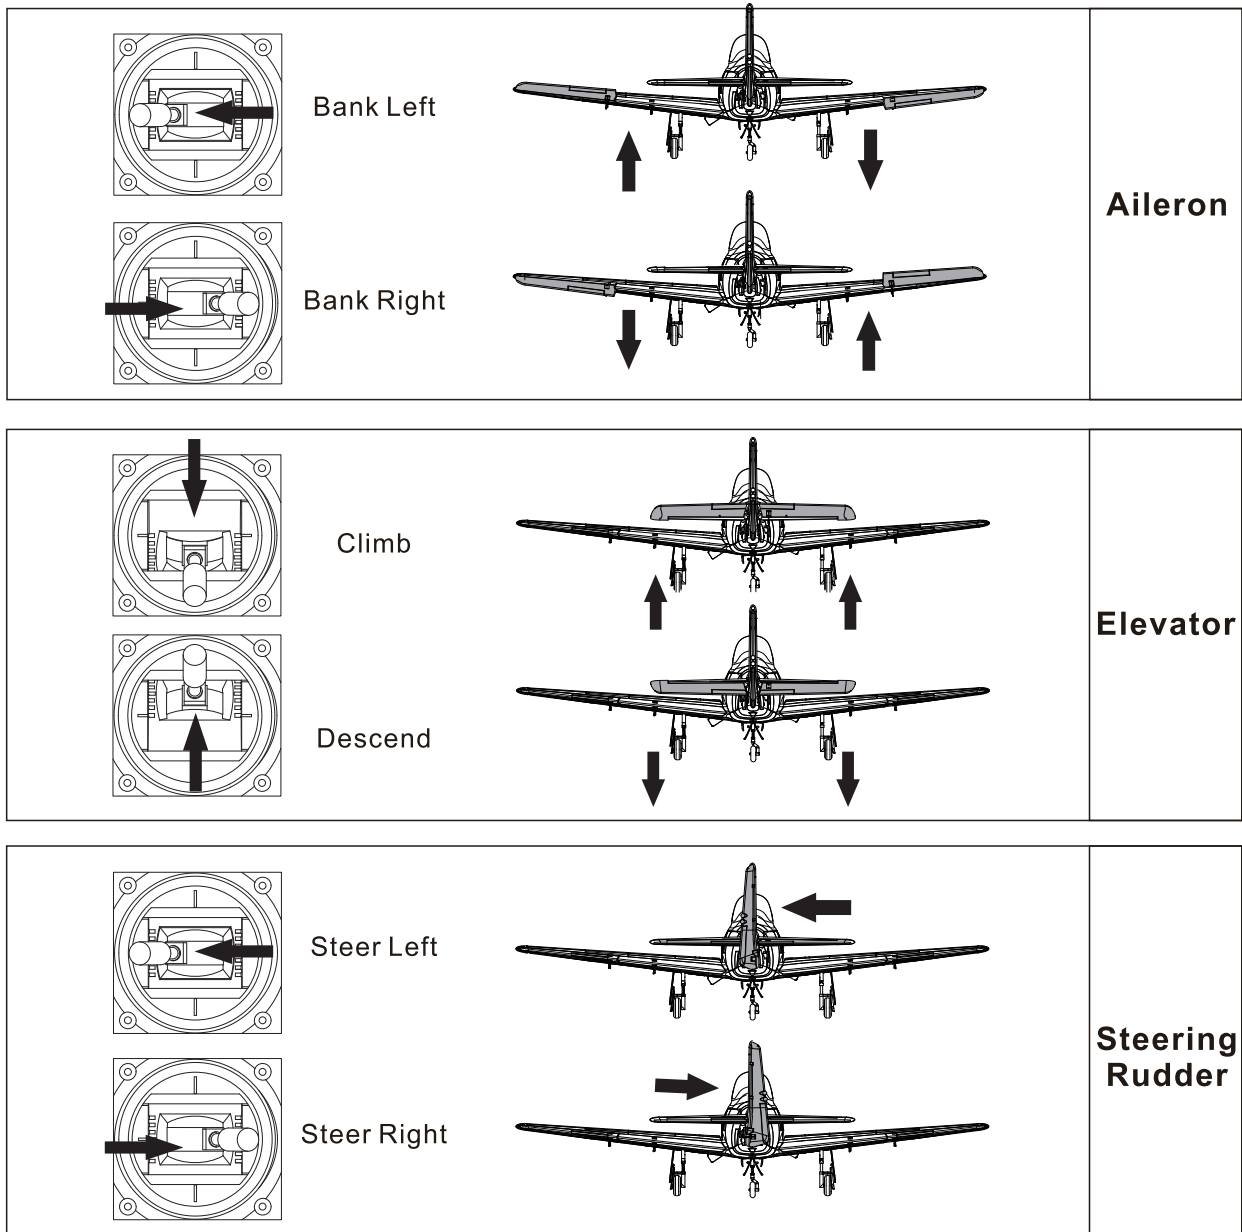 Bank Left
Bank Right
Aileron
Climb
Descend
Elevator
Steer Left
Steer Right
Steering
Rudder